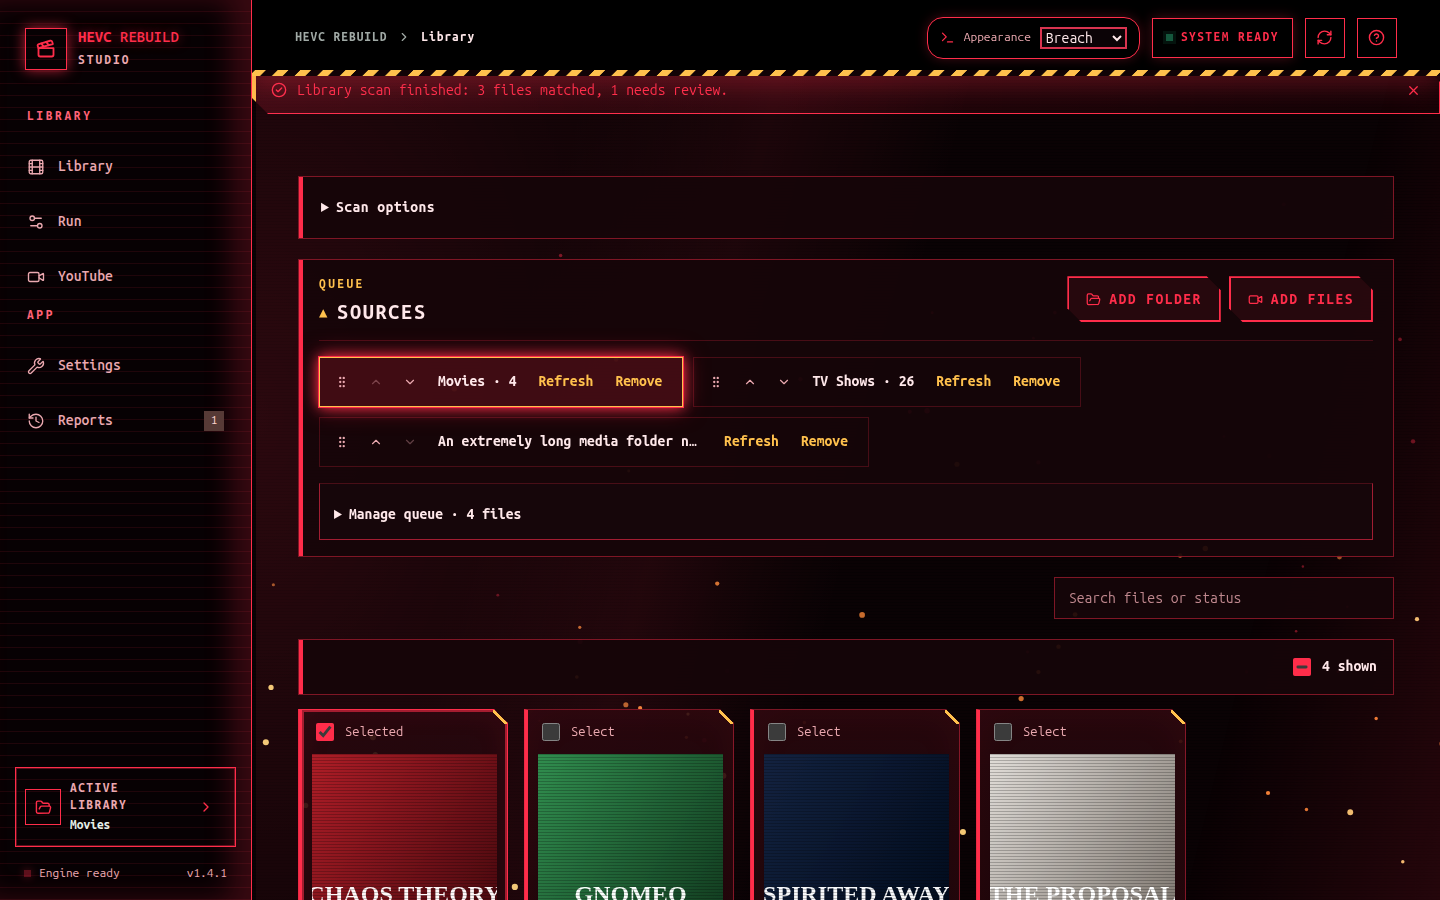 HEVC REBUILD
STUDIO
HEVC REBUILD > Library
Appearance Breach
SYSTEM READY
Library scan finished: 3 files matched, 1 needs review.
LIBRARY
Library
Run
YouTube
APP
Settings
Reports 1
ACTIVE
LIBRARY
Movies
Engine ready v1.4.1
Scan options
QUEUE
SOURCES
ADD FOLDER
ADD FILES
Movies · 4 Refresh Remove
TV Shows · 26 Refresh Remove
An extremely long media folder n… Refresh Remove
Manage queue · 4 files
Search files or status
4 shown
Selected
Select
Select
Select
CHAOS THEORY
GNOMEO
SPIRITED AWAY
THE PROPOSAL